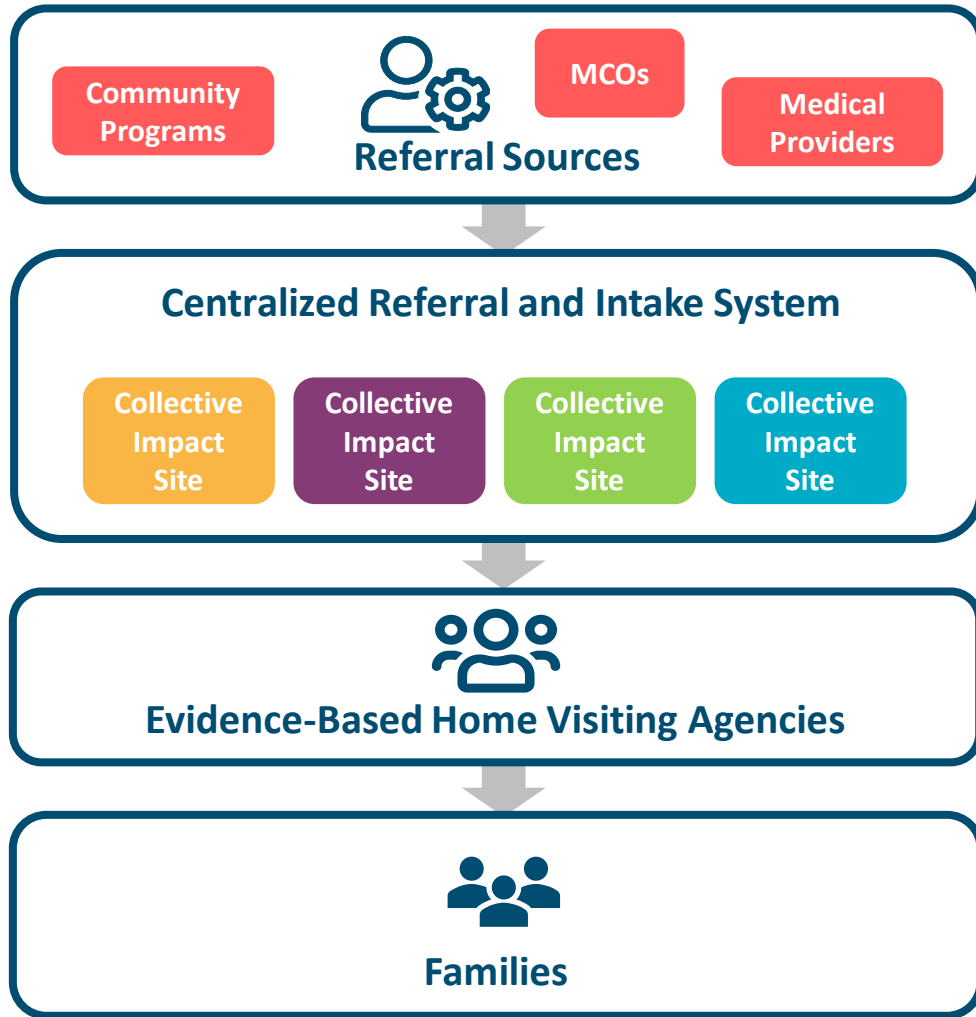 Community
Programs
MCOs
Medical
Providers
Referral Sources
Centralized Referral and Intake System
Collective
Impact
Site
Collective
Impact
Site
Collective
Impact
Site
Collective
Impact
Site
Evidence-Based Home Visiting Agencies
Families